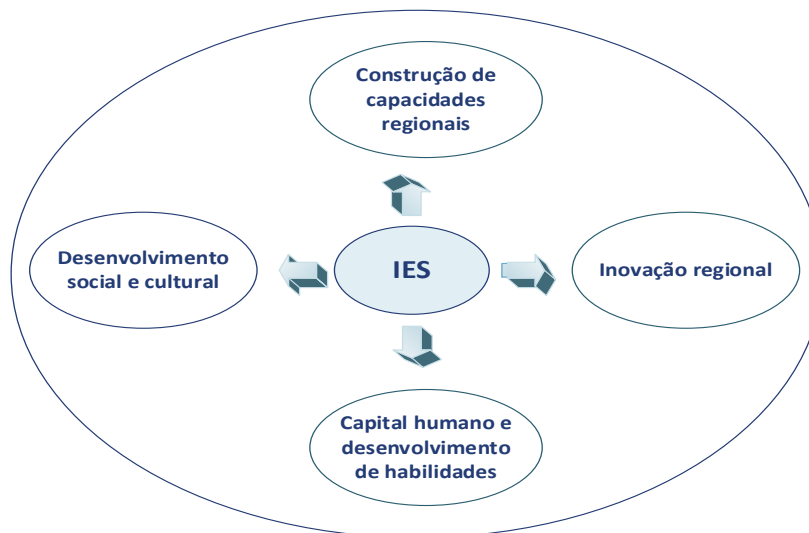 Construção de
capacidades
regionais
Desenvolvimento
social e cultural
IES
Inovação regional
Capital humano e
desenvolvimento
de habilidades